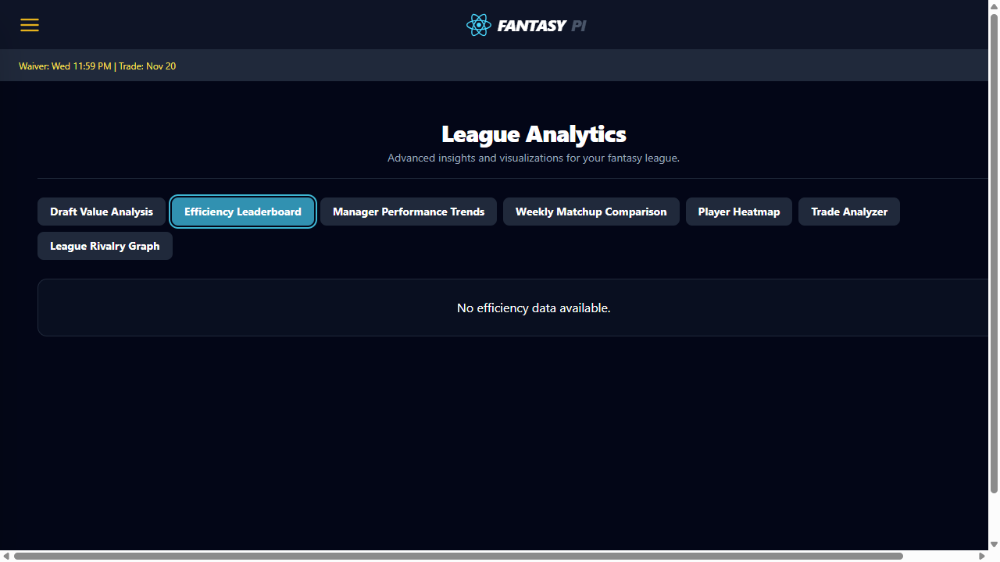 FANTASY PI
Waiver: Wed 11:59 PM | Trade: Nov 20
League Analytics
Advanced insights and visualizations for your fantasy league.
Draft Value Analysis
Efficiency Leaderboard
Manager Performance Trends
Weekly Matchup Comparison
Player Heatmap
Trade Analyzer
League Rivalry Graph
No efficiency data available.